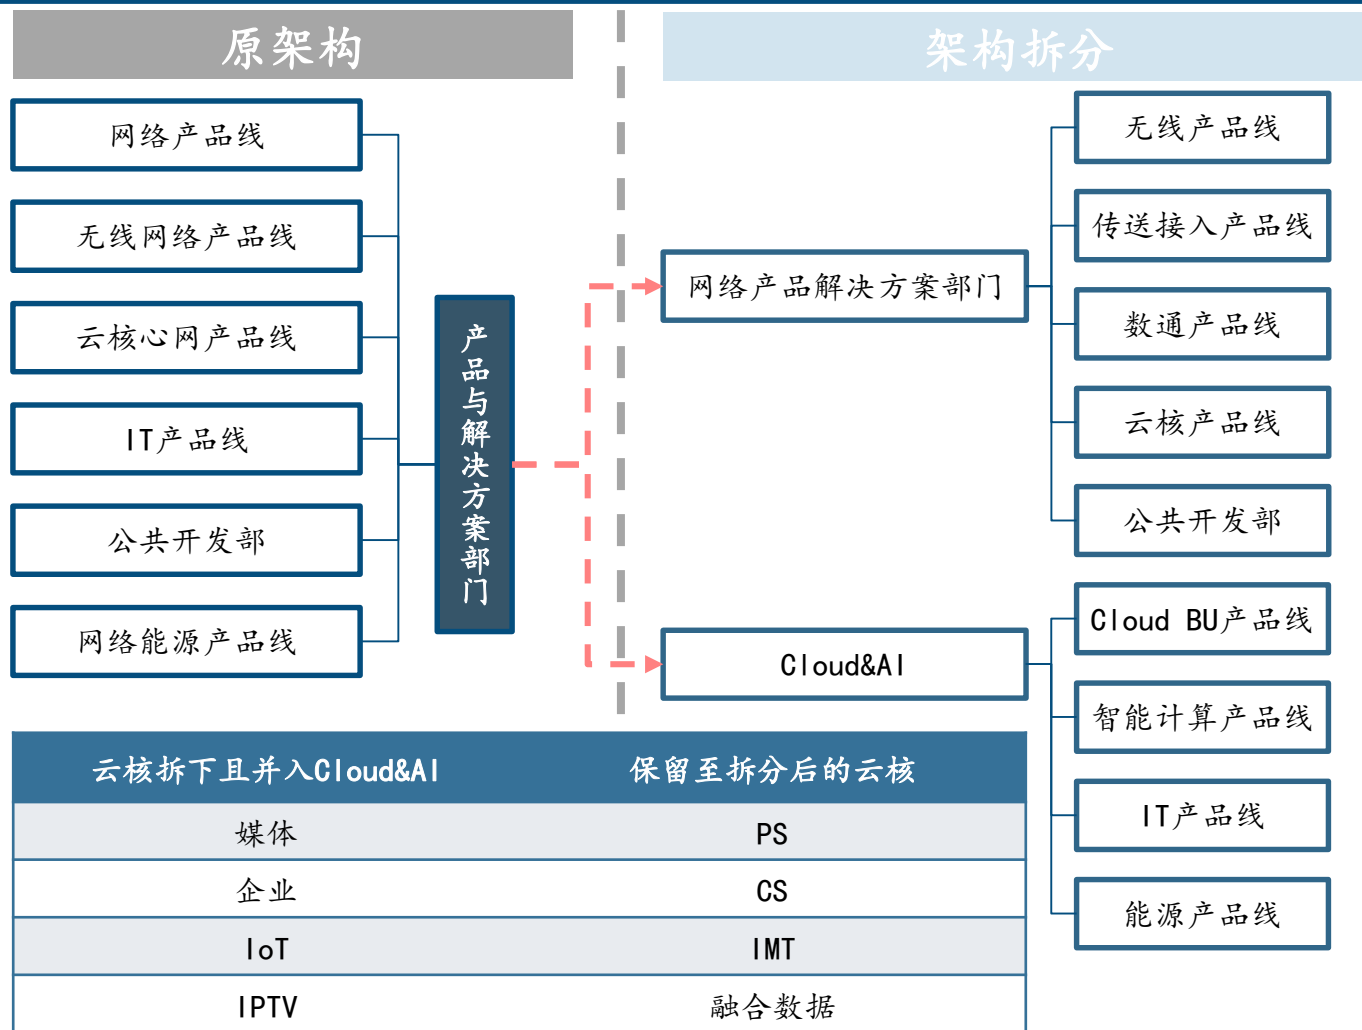 原架构
架构拆分
网络产品线
无线网络产品线
云核心网产品线
IT产品线
公共开发部
网络能源产品线
产品与解决方案部门
网络产品解决方案部门
Cloud&AI
无线产品线
传送接入产品线
数通产品线
云核产品线
公共开发部
Cloud BU产品线
智能计算产品线
IT产品线
能源产品线
云核拆下且并入Cloud&AI 保留至拆分后的云核
媒体 PS
企业 CS
IoT IMT
IPTV 融合数据